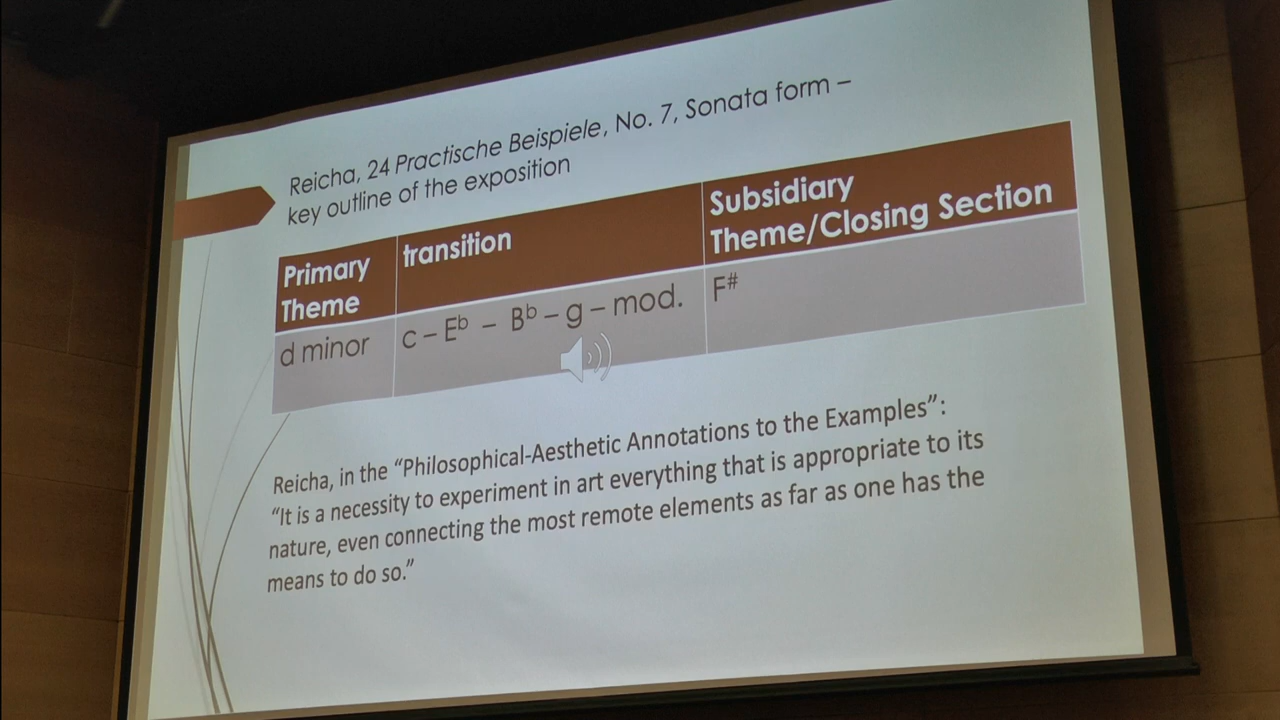 Reicha, 24 Practische Beispiele, No. 7, Sonata form –
key outline of the exposition
Primary
Theme
transition
Subsidiary
Theme/Closing Section
d minor
c – Eb – Bb – g – mod.
F#
Reicha, in the “Philosophical-Aesthetic Annotations to the Examples”:
“It is a necessity to experiment in art everything that is appropriate to its
nature, even connecting the most remote elements as far as one has the
means to do so.”